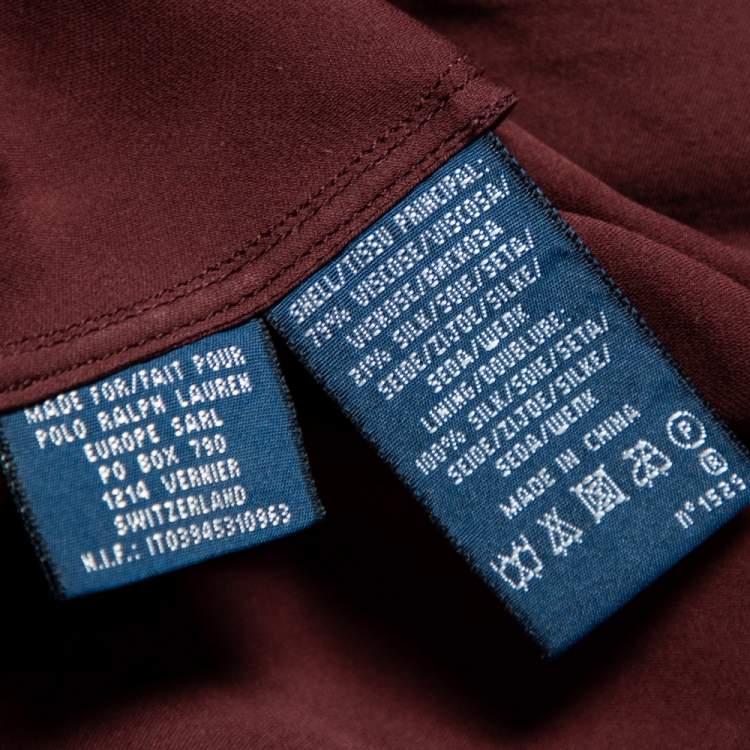 MADE FOR/FAIT POUR
POLO RALPH LAUREN
EUROPE SARL
PO BOX 790
1214 VERNIER
SWITZERLAND
N.I.F.: IT03945310963
SHELL/TISSU PRINCIPAL:
79% VISCOSE/VISCOSA/
VISKOSE/
21% SILK/SOIE/SETA/
SEIDE/ZIJDE/SILKE/
SEDA/
LINING/DOUBLURE:
100% SILK/SOIE/SETA/
SEIDE/ZIJDE/SILKE/
SEDA/
MADE IN CHINA
P